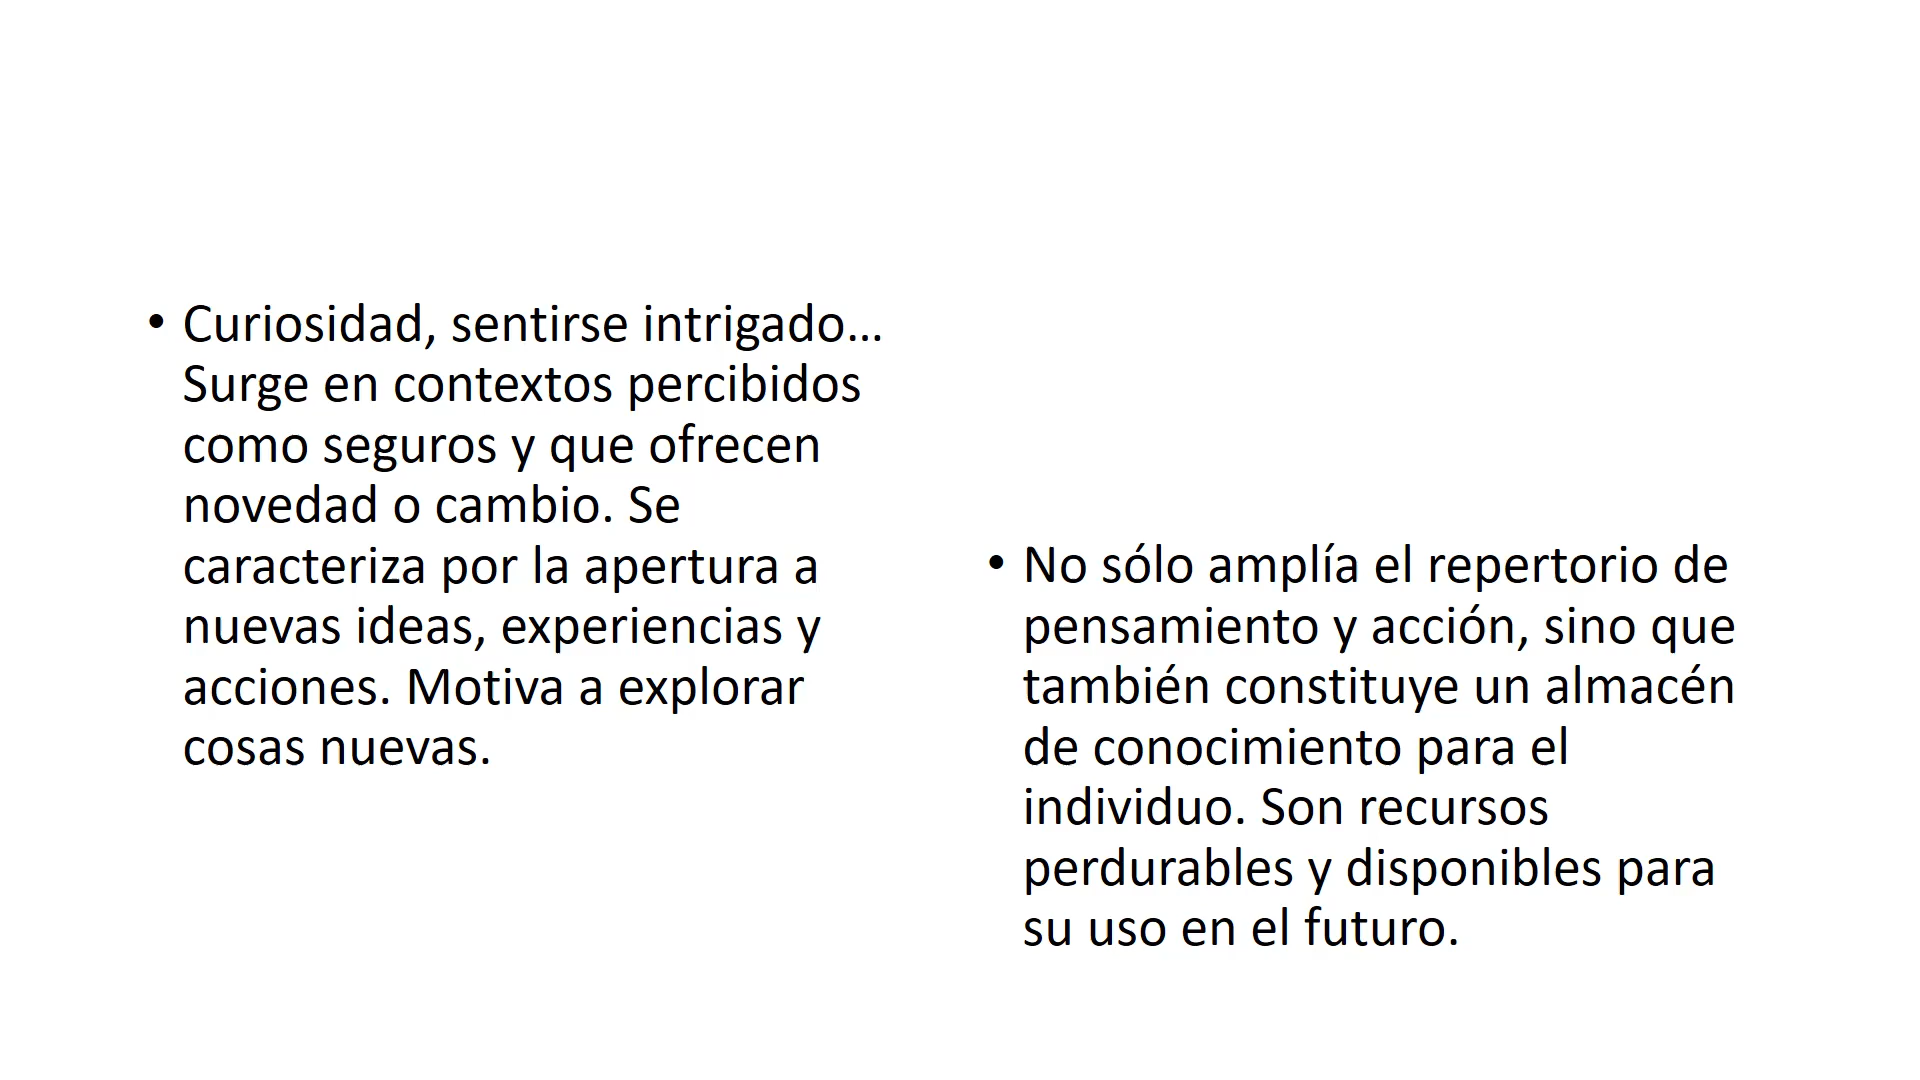 • Curiosidad, sentirse intrigado...
Surge en contextos percibidos
como seguros y que ofrecen
novedad o cambio. Se
caracteriza por la apertura a
nuevas ideas, experiencias y
acciones. Motiva a explorar
cosas nuevas.
• No sólo amplía el repertorio de
pensamiento y acción, sino que
también constituye un almacén
de conocimiento para el
individuo. Son recursos
perdurables y disponibles para
su uso en el futuro.